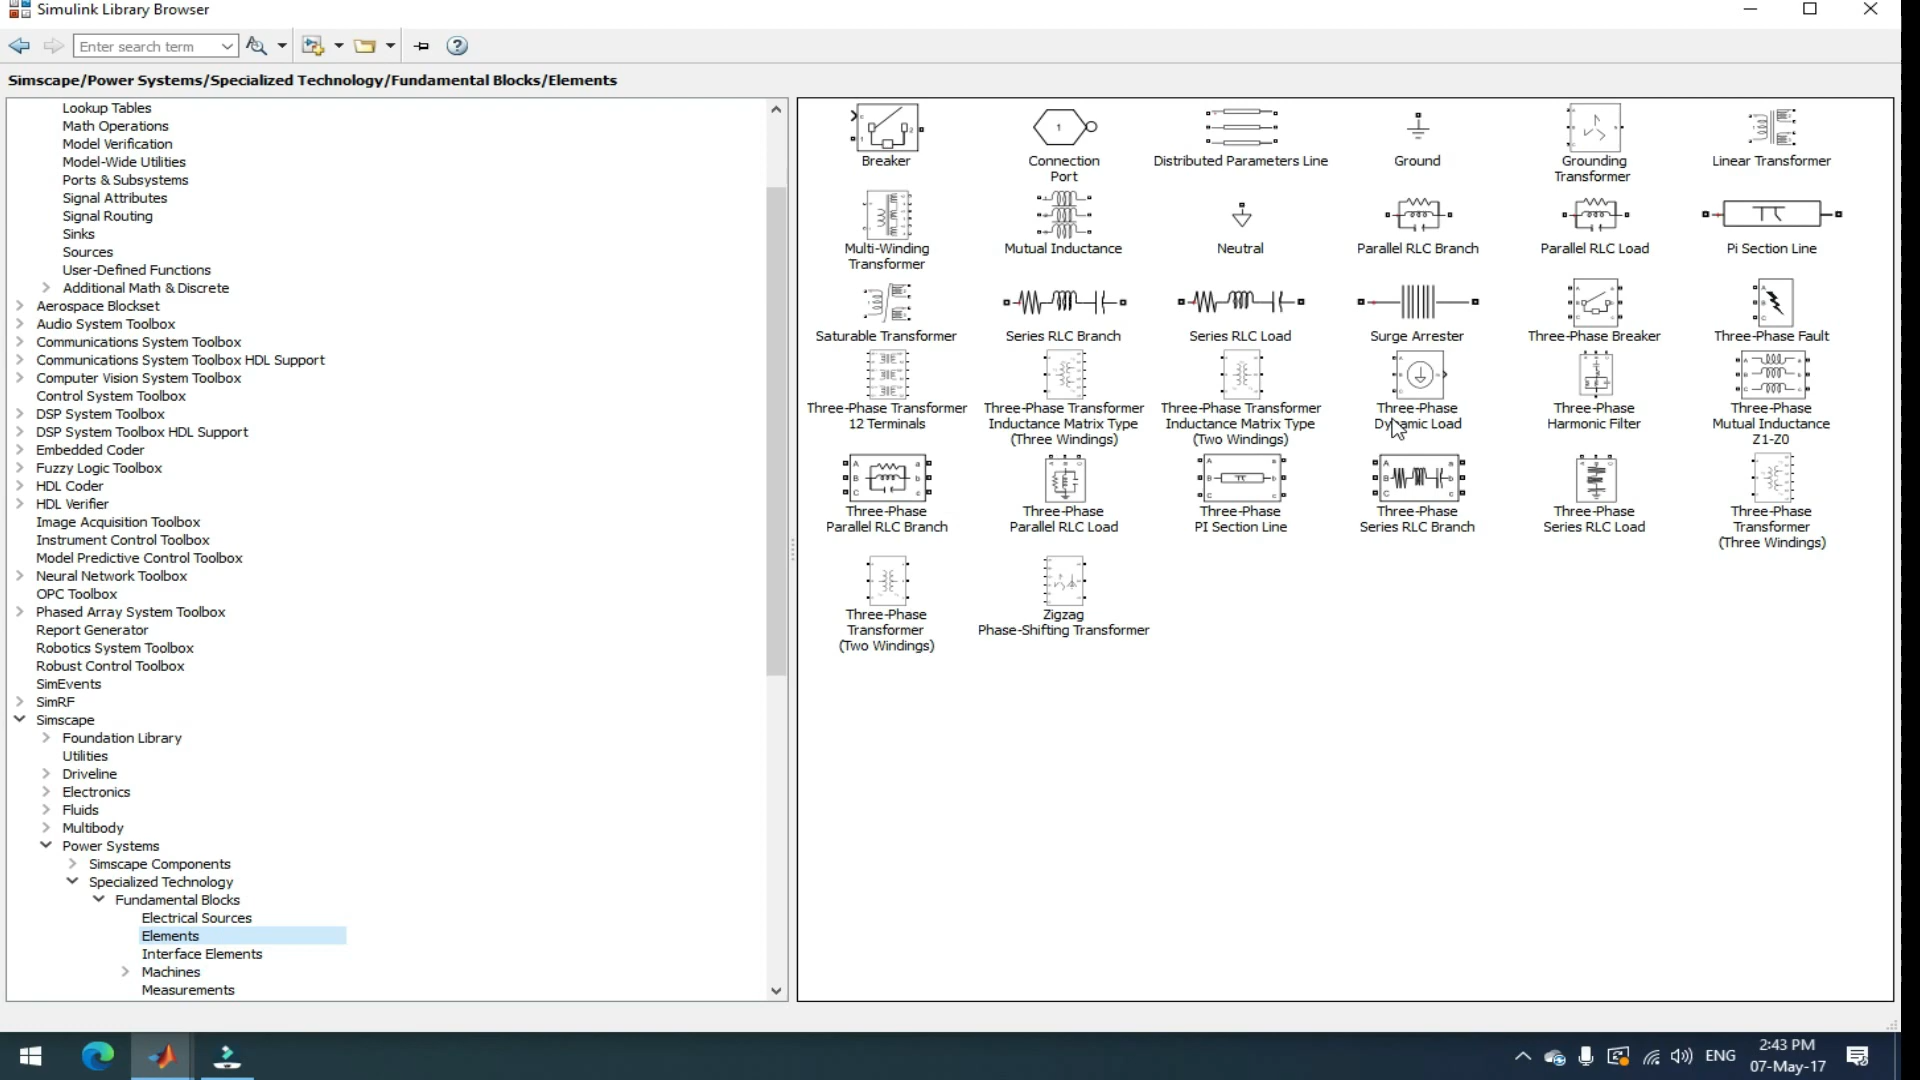 Simulink Library Browser
Enter search term
Simscape/Power Systems/Specialized Technology/Fundamental Blocks/Elements
Lookup Tables
Math Operations
Model Verification
Model-Wide Utilities
Ports & Subsystems
Signal Attributes
Signal Routing
Sinks
Sources
User-Defined Functions
Additional Math & Discrete
Aerospace Blockset
Audio System Toolbox
Communications System Toolbox
Communications System Toolbox HDL Support
Computer Vision System Toolbox
Control System Toolbox
DSP System Toolbox
DSP System Toolbox HDL Support
Embedded Coder
Fuzzy Logic Toolbox
HDL Coder
HDL Verifier
Image Acquisition Toolbox
Instrument Control Toolbox
Model Predictive Control Toolbox
Neural Network Toolbox
OPC Toolbox
Phased Array System Toolbox
Report Generator
Robotics System Toolbox
Robust Control Toolbox
SimEvents
SimRF
Simscape
Foundation Library
Utilities
Driveline
Electronics
Fluids
Multibody
Power Systems
Simscape Components
Specialized Technology
Fundamental Blocks
Electrical Sources
Elements
Interface Elements
Machines
Measurements
Breaker
Connection
Port
Distributed Parameters Line
Ground
Grounding
Transformer
Linear Transformer
Multi-Winding
Transformer
Mutual Inductance
Neutral
Parallel RLC Branch
Parallel RLC Load
Pi Section Line
Saturable Transformer
Series RLC Branch
Series RLC Load
Surge Arrester
Three-Phase Breaker
Three-Phase Fault
Three-Phase Transformer
12 Terminals
Three-Phase Transformer
Inductance Matrix Type
(Three Windings)
Three-Phase Transformer
Inductance Matrix Type
(Two Windings)
Three-Phase
Dynamic Load
Three-Phase
Harmonic Filter
Three-Phase
Mutual Inductance
Z1-Z0
Three-Phase
Parallel RLC Branch
Three-Phase
Parallel RLC Load
Three-Phase
PI Section Line
Three-Phase
Series RLC Branch
Three-Phase
Series RLC Load
Three-Phase
Transformer
(Three Windings)
Three-Phase
Transformer
(Two Windings)
Zigzag
Phase-Shifting Transformer
ENG
2:43 PM
07-May-17